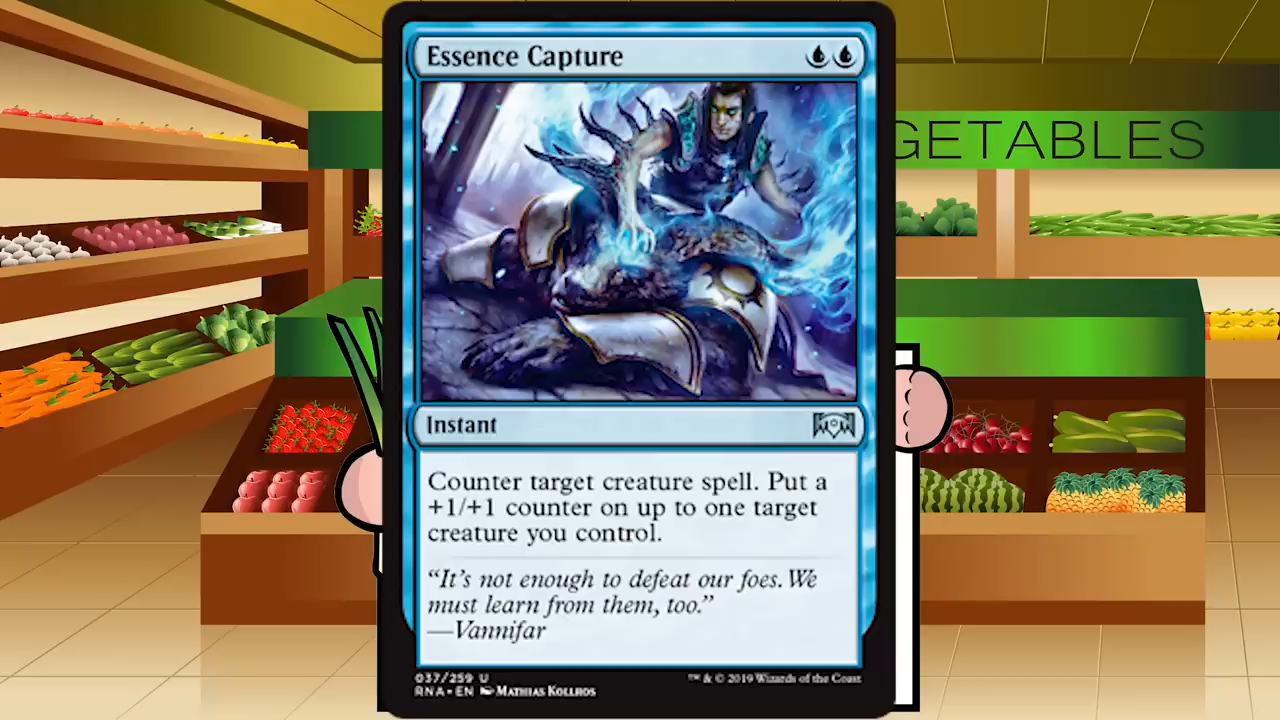 Essence Capture
GETABLES
Instant
Counter target creature spell. Put a
+1/+1 counter on up to one target
creature you control.
“It's not enough to defeat our foes. We
must learn from them, too.”
—Vannifar
037/259 U
RNA • EN Mathias Kollros
™ & © 2019 Wizards of the Coast